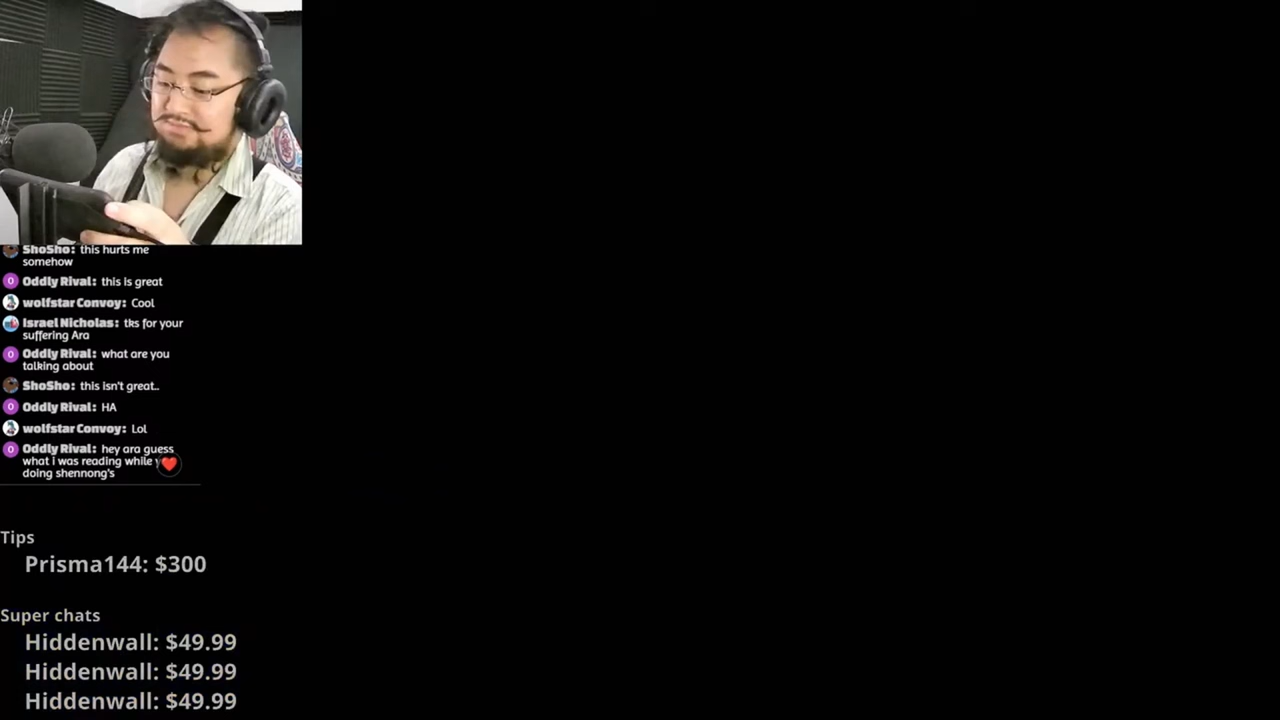 ShoSho: this hurts me
somehow
O Oddly Rival: this is great
wolfstar Convoy: Cool
Israel Nicholas: tks for your
suffering Ara
O Oddly Rival: what are you
talking about
ShoSho: this isn't great..
O Oddly Rival: HA
wolfstar Convoy: Lol
O Oddly Rival: hey ara guess
what i was reading while
doing shennong's
Tips
Prisma144: $300
Super chats
Hiddenwall: $49.99
Hiddenwall: $49.99
Hiddenwall: $49.99